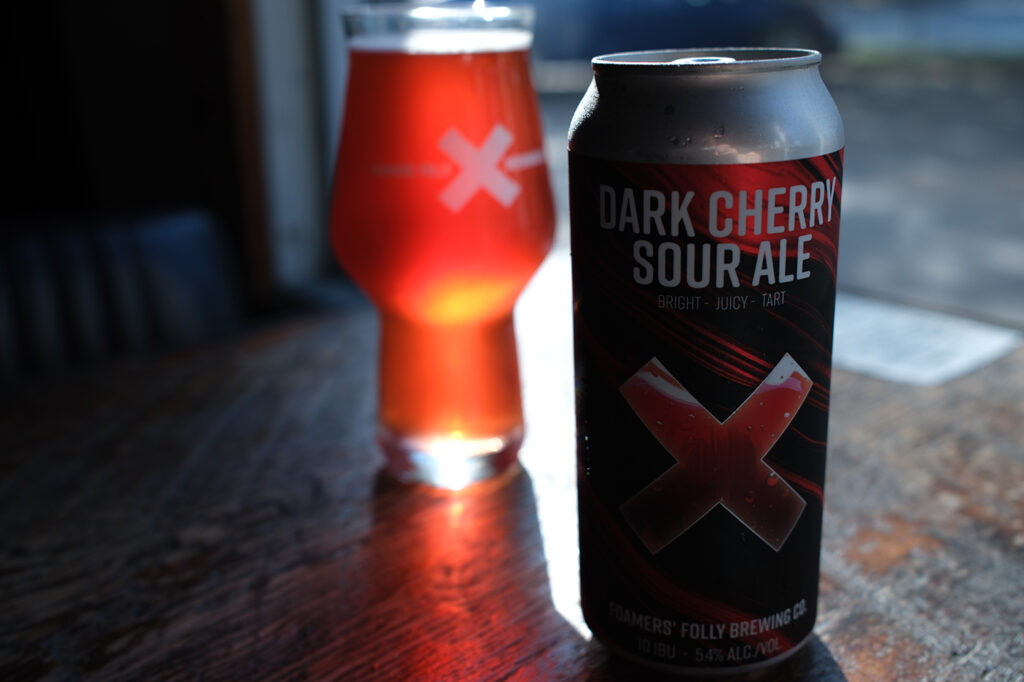 DARK CHERRY
SOUR ALE
BRIGHT - JUICY - TART
FOAMERS' FOLLY BREWING CO.
10 IBU - 5.4% ALC./VOL